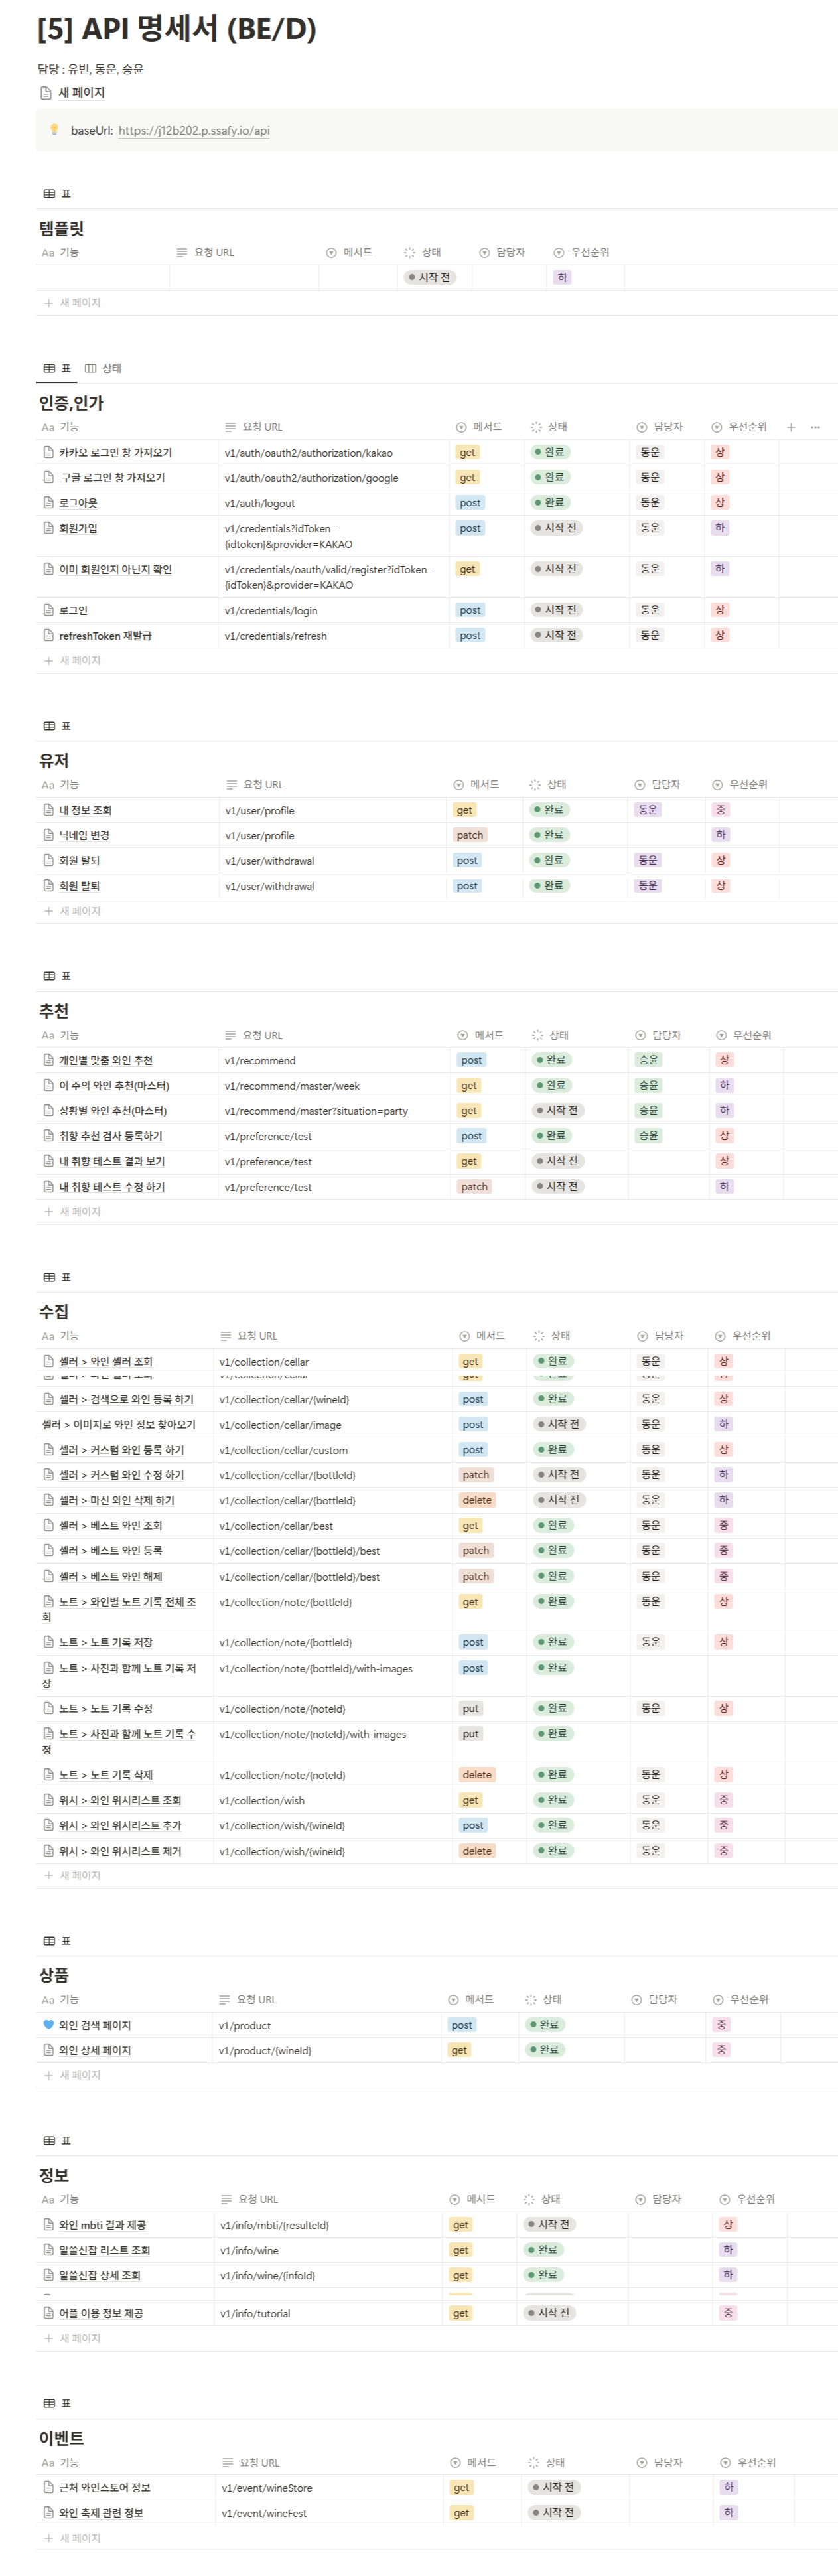 [5] API 명세서 (BE/D)
담당 : 유빈, 동운, 승윤
새 페이지
baseUrl: https://j12b202.p.ssafy.io/api
표
템플릿
Aa 기능 요청 URL 메서드 상태 담당자 우선순위
시작 전 하
+ 새 페이지
표 상태
인증,인가
Aa 기능 요청 URL 메서드 상태 담당자 우선순위 + ···
카카오 로그인 창 가져오기 v1/auth/oauth2/authorization/kakao get 완료 동운 상
구글 로그인 창 가져오기 v1/auth/oauth2/authorization/google get 완료 동운 상
로그아웃 v1/auth/logout post 완료 동운 상
회원가입 v1/credentials?idToken= post 시작 전 동운 하
{idtoken}&provider=KAKAO
이미 회원인지 아닌지 확인 v1/credentials/oauth/valid/register?idToken= get 시작 전 동운 하
{idToken}&provider=KAKAO
로그인 v1/credentials/login post 시작 전 동운 상
refreshToken 재발급 v1/credentials/refresh post 시작 전 동운 상
+ 새 페이지
표
유저
Aa 기능 요청 URL 메서드 상태 담당자 우선순위
내 정보 조회 v1/user/profile get 완료 동운 중
닉네임 변경 v1/user/profile patch 완료 하
회원 탈퇴 v1/user/withdrawal post 완료 동운 상
회원 탈퇴 v1/user/withdrawal post 완료 동운 상
+ 새 페이지
표
추천
Aa 기능 요청 URL 메서드 상태 담당자 우선순위
개인별 맞춤 와인 추천 v1/recommend post 완료 승윤 상
이 주의 와인 추천(마스터) v1/recommend/master/week get 완료 승윤 하
상황별 와인 추천(마스터) v1/recommend/master?situation=party get 시작 전 승윤 하
취향 추천 검사 등록하기 v1/preference/test post 완료 승윤 상
내 취향 테스트 결과 보기 v1/preference/test get 시작 전 상
내 취향 테스트 수정 하기 v1/preference/test patch 시작 전 하
+ 새 페이지
표
수집
Aa 기능 요청 URL 메서드 상태 담당자 우선순위
셀러 > 와인 셀러 조회 v1/collection/cellar get 완료 동운 상
셀러 > 검색으로 와인 등록 하기 v1/collection/cellar/{wineId} post 완료 동운 상
셀러 > 이미지로 와인 정보 찾아오기 v1/collection/cellar/image post 시작 전 동운 하
셀러 > 커스텀 와인 등록 하기 v1/collection/cellar/custom post 완료 동운 상
셀러 > 커스텀 와인 수정 하기 v1/collection/cellar/{bottleId} patch 시작 전 동운 하
셀러 > 마신 와인 삭제 하기 v1/collection/cellar/{bottleId} delete 시작 전 동운 하
셀러 > 베스트 와인 조회 v1/collection/cellar/best get 완료 동운 중
셀러 > 베스트 와인 등록 v1/collection/cellar/{bottleId}/best patch 완료 동운 중
셀러 > 베스트 와인 해제 v1/collection/cellar/{bottleId}/best patch 완료 동운 중
노트 > 와인별 노트 기록 전체 조 v1/collection/note/{bottleId} get 완료 동운 상
회
노트 > 노트 기록 저장 v1/collection/note/{bottleId} post 완료 동운 상
노트 > 사진과 함께 노트 기록 저 v1/collection/note/{bottleId}/with-images post 완료
장
노트 > 노트 기록 수정 v1/collection/note/{noteId} put 완료 동운 상
노트 > 사진과 함께 노트 기록 수 v1/collection/note/{noteId}/with-images put 완료
정
노트 > 노트 기록 삭제 v1/collection/note/{noteId} delete 완료 동운 상
위시 > 와인 위시리스트 조회 v1/collection/wish get 완료 동운 중
위시 > 와인 위시리스트 추가 v1/collection/wish/{wineId} post 완료 동운 중
위시 > 와인 위시리스트 제거 v1/collection/wish/{wineId} delete 완료 동운 중
+ 새 페이지
표
상품
Aa 기능 요청 URL 메서드 상태 담당자 우선순위
와인 검색 페이지 v1/product post 완료 중
와인 상세 페이지 v1/product/{wineId} get 완료 중
+ 새 페이지
표
정보
Aa 기능 요청 URL 메서드 상태 담당자 우선순위
와인 mbti 결과 제공 v1/info/mbti/{resulteId} get 시작 전 상
알쓸신잡 리스트 조회 v1/info/wine get 완료 하
알쓸신잡 상세 조회 v1/info/wine/{infoId} get 완료 하
어플 이용 정보 제공 v1/info/tutorial get 시작 전 중
+ 새 페이지
표
이벤트
Aa 기능 요청 URL 메서드 상태 담당자 우선순위
근처 와인스토어 정보 v1/event/wineStore get 시작 전 하
와인 축제 관련 정보 v1/event/wineFest get 시작 전 하
+ 새 페이지